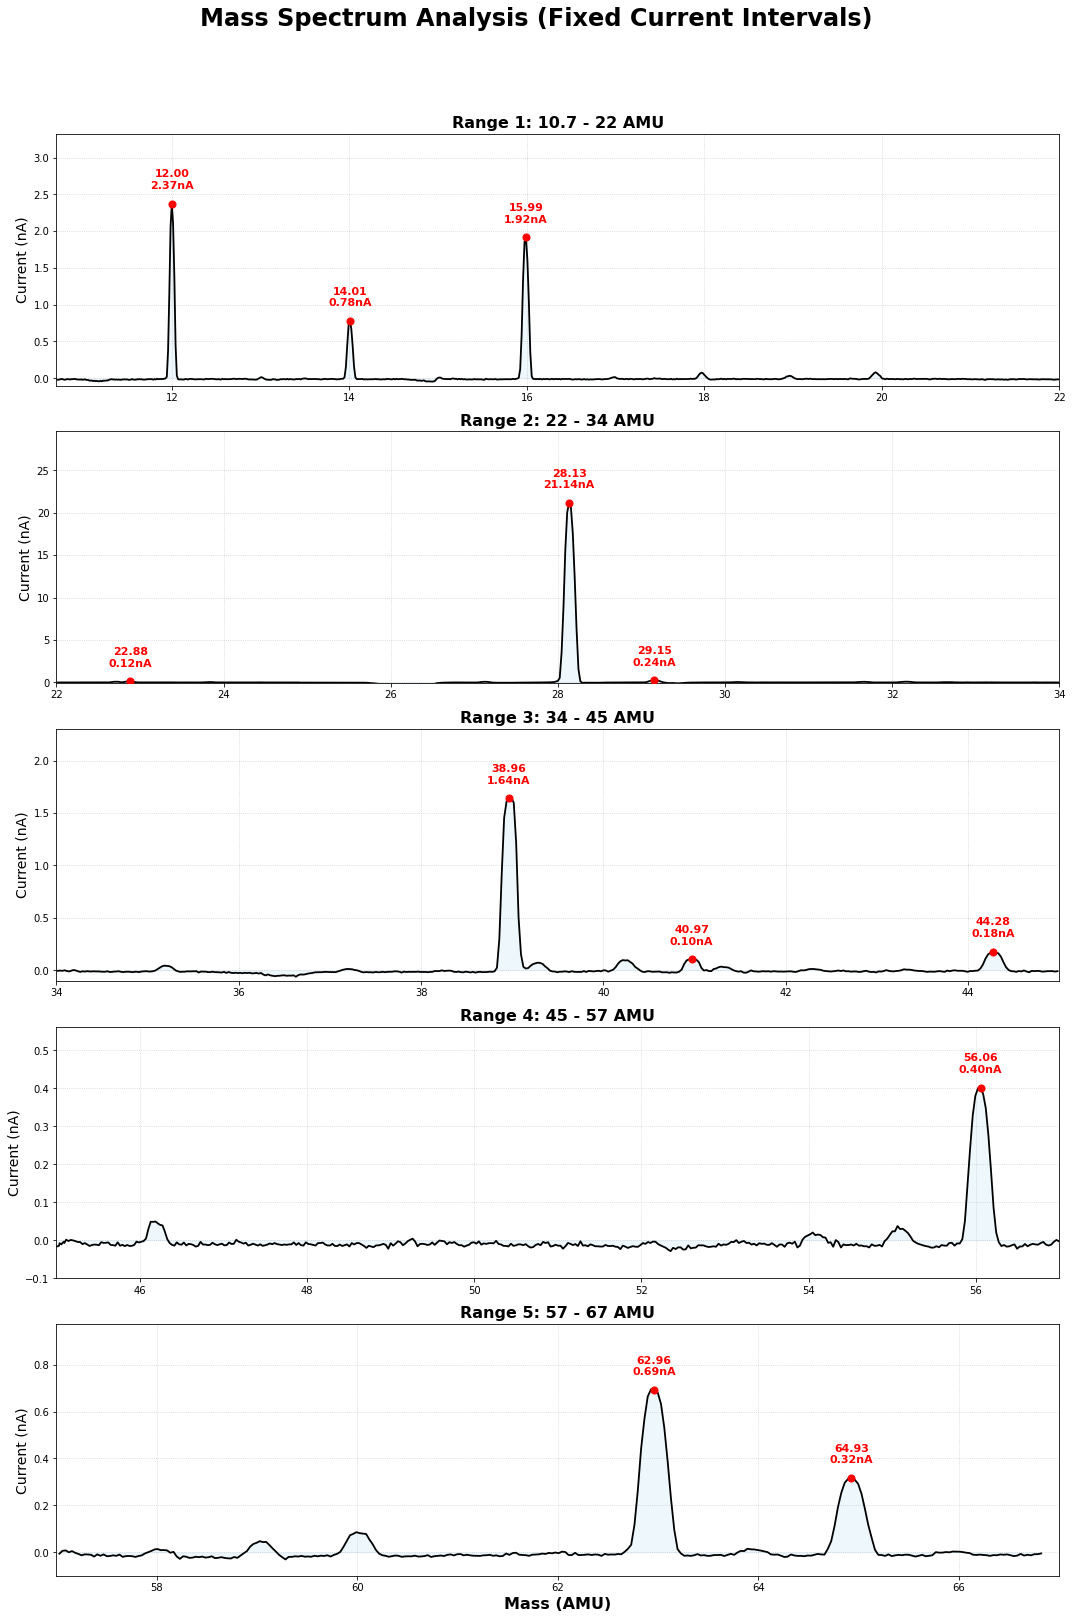 Mass Spectrum Analysis (Fixed Current Intervals)
Range 1: 10.7 - 22 AMU
Current (nA)
3.0
2.5
2.0
1.5
1.0
0.5
0.0
12.00
2.37nA
14.01
0.78nA
15.99
1.92nA
12 14 16 18 20 22
Range 2: 22 - 34 AMU
Current (nA)
25
20
15
10
5
0
22.88
0.12nA
28.13
21.14nA
29.15
0.24nA
22 24 26 28 30 32 34
Range 3: 34 - 45 AMU
Current (nA)
2.0
1.5
1.0
0.5
0.0
38.96
1.64nA
40.97
0.10nA
44.28
0.18nA
34 36 38 40 42 44
Range 4: 45 - 57 AMU
Current (nA)
0.5
0.4
0.3
0.2
0.1
0.0
−0.1
56.06
0.40nA
46 48 50 52 54 56
Range 5: 57 - 67 AMU
Current (nA)
0.8
0.6
0.4
0.2
0.0
62.96
0.69nA
64.93
0.32nA
58 60 62 64 66
Mass (AMU)